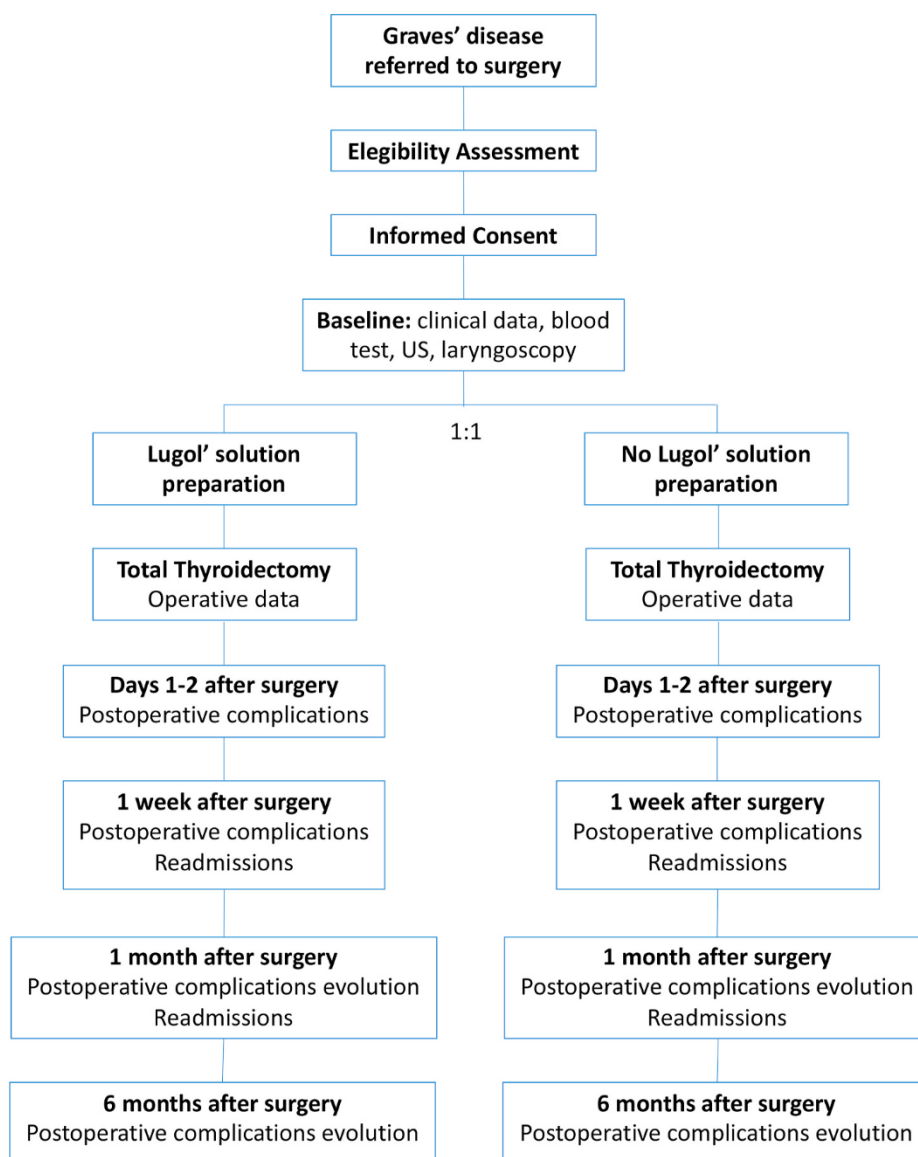 Graves’ disease
referred to surgery
Elegibility Assessment
Informed Consent
Baseline: clinical data, blood
test, US, laryngoscopy
1:1
Lugol’ solution
preparation
No Lugol’ solution
preparation
Total Thyroidectomy
Operative data
Total Thyroidectomy
Operative data
Days 1-2 after surgery
Postoperative complications
Days 1-2 after surgery
Postoperative complications
1 week after surgery
Postoperative complications
Readmissions
1 week after surgery
Postoperative complications
Readmissions
1 month after surgery
Postoperative complications evolution
Readmissions
1 month after surgery
Postoperative complications evolution
Readmissions
6 months after surgery
Postoperative complications evolution
6 months after surgery
Postoperative complications evolution